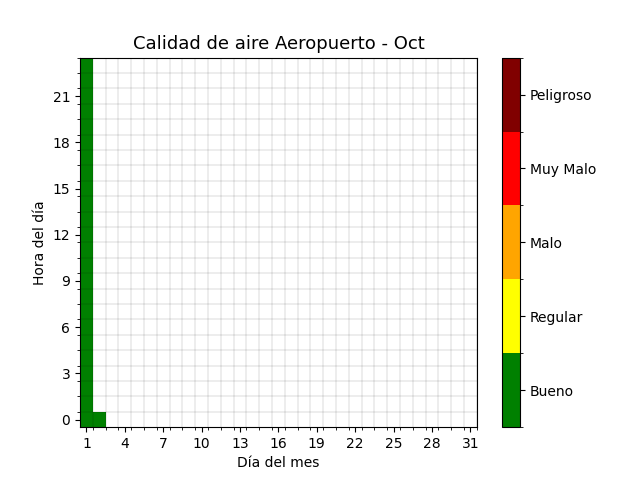 Calidad de aire Aeropuerto - Oct
Hora del día
21
18
15
12
9
6
3
0
1 4 7 10 13 16 19 22 25 28 31
Día del mes
Peligroso
Muy Malo
Malo
Regular
Bueno